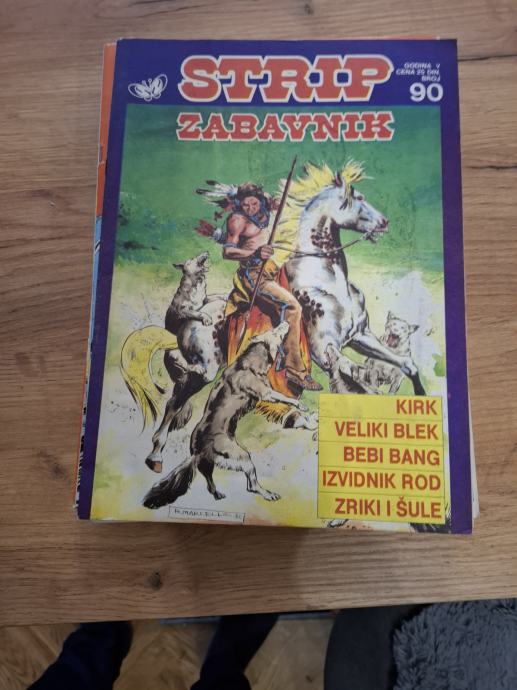 STRIP
ZABAVNIK
GODINA V
CENA 25 DIN.
BROJ
90
KIRK
VELIKI BLEK
BEBI BANG
IZVIDNIK ROD
ZRIKI I ŠULE